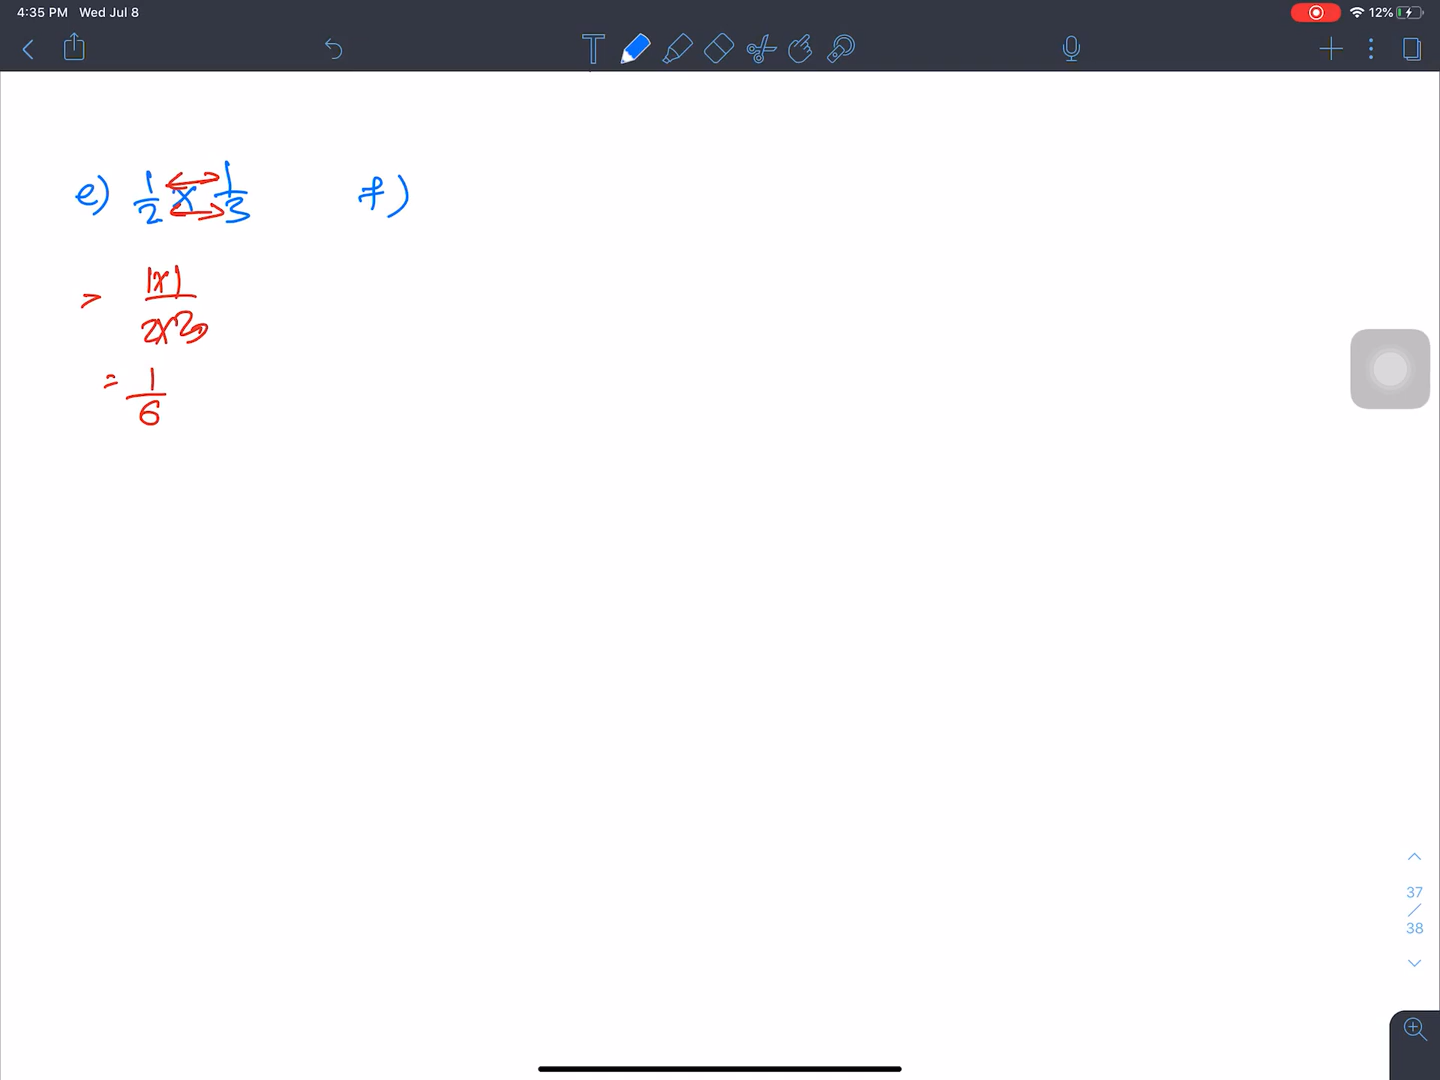 4:35 PM Wed Jul 8 12%
T
e) 1/2 x 1/3 f)
> 1x1/2x3
= 1/6
37
/
38